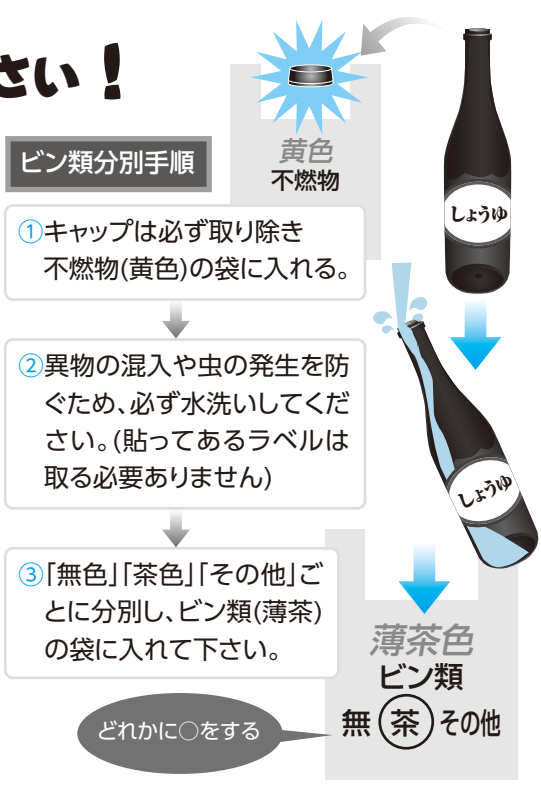 さい！
ビン類分別手順
黄色
不燃物
しょうゆ
①キャップは必ず取り除き
不燃物(黄色)の袋に入れる。
②異物の混入や虫の発生を防
ぐため、必ず水洗いしてくだ
さい。(貼ってあるラベルは
取る必要ありません)
しょうゆ
③「無色」「茶色」「その他」ご
とに分別し、ビン類(薄茶)
の袋に入れて下さい。
薄茶色
ビン類
無 茶 その他
どれかに○をする